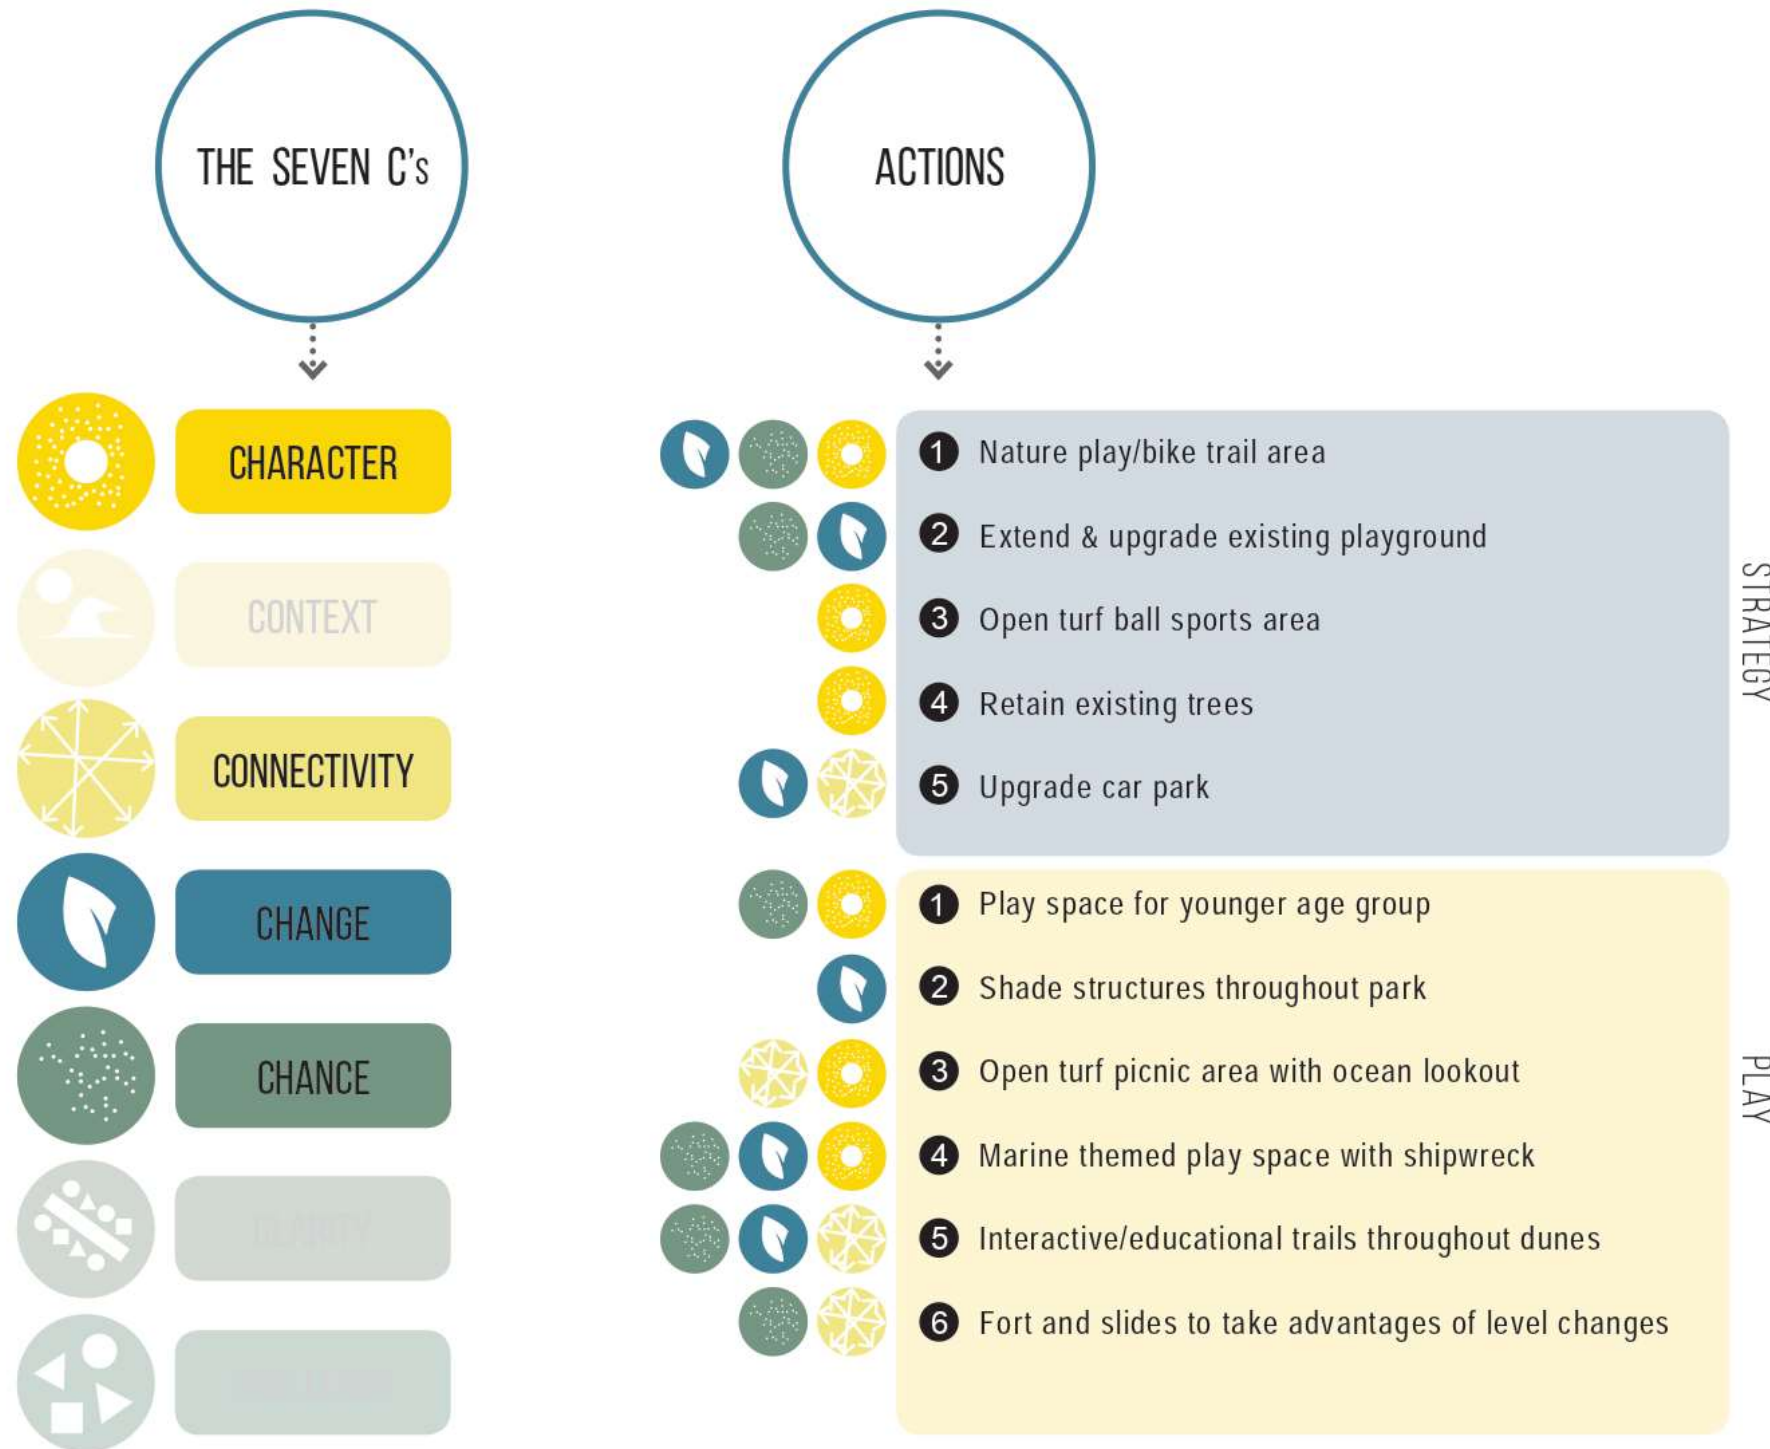 THE SEVEN C's
ACTIONS
CHARACTER
CONTEXT
CONNECTIVITY
CHANGE
CHANCE
CLARITY
1 Nature play/bike trail area
2 Extend & upgrade existing playground
3 Open turf ball sports area
4 Retain existing trees
5 Upgrade car park
STRATEGY
1 Play space for younger age group
2 Shade structures throughout park
3 Open turf picnic area with ocean lookout
4 Marine themed play space with shipwreck
5 Interactive/educational trails throughout dunes
6 Fort and slides to take advantages of level changes
PLAY